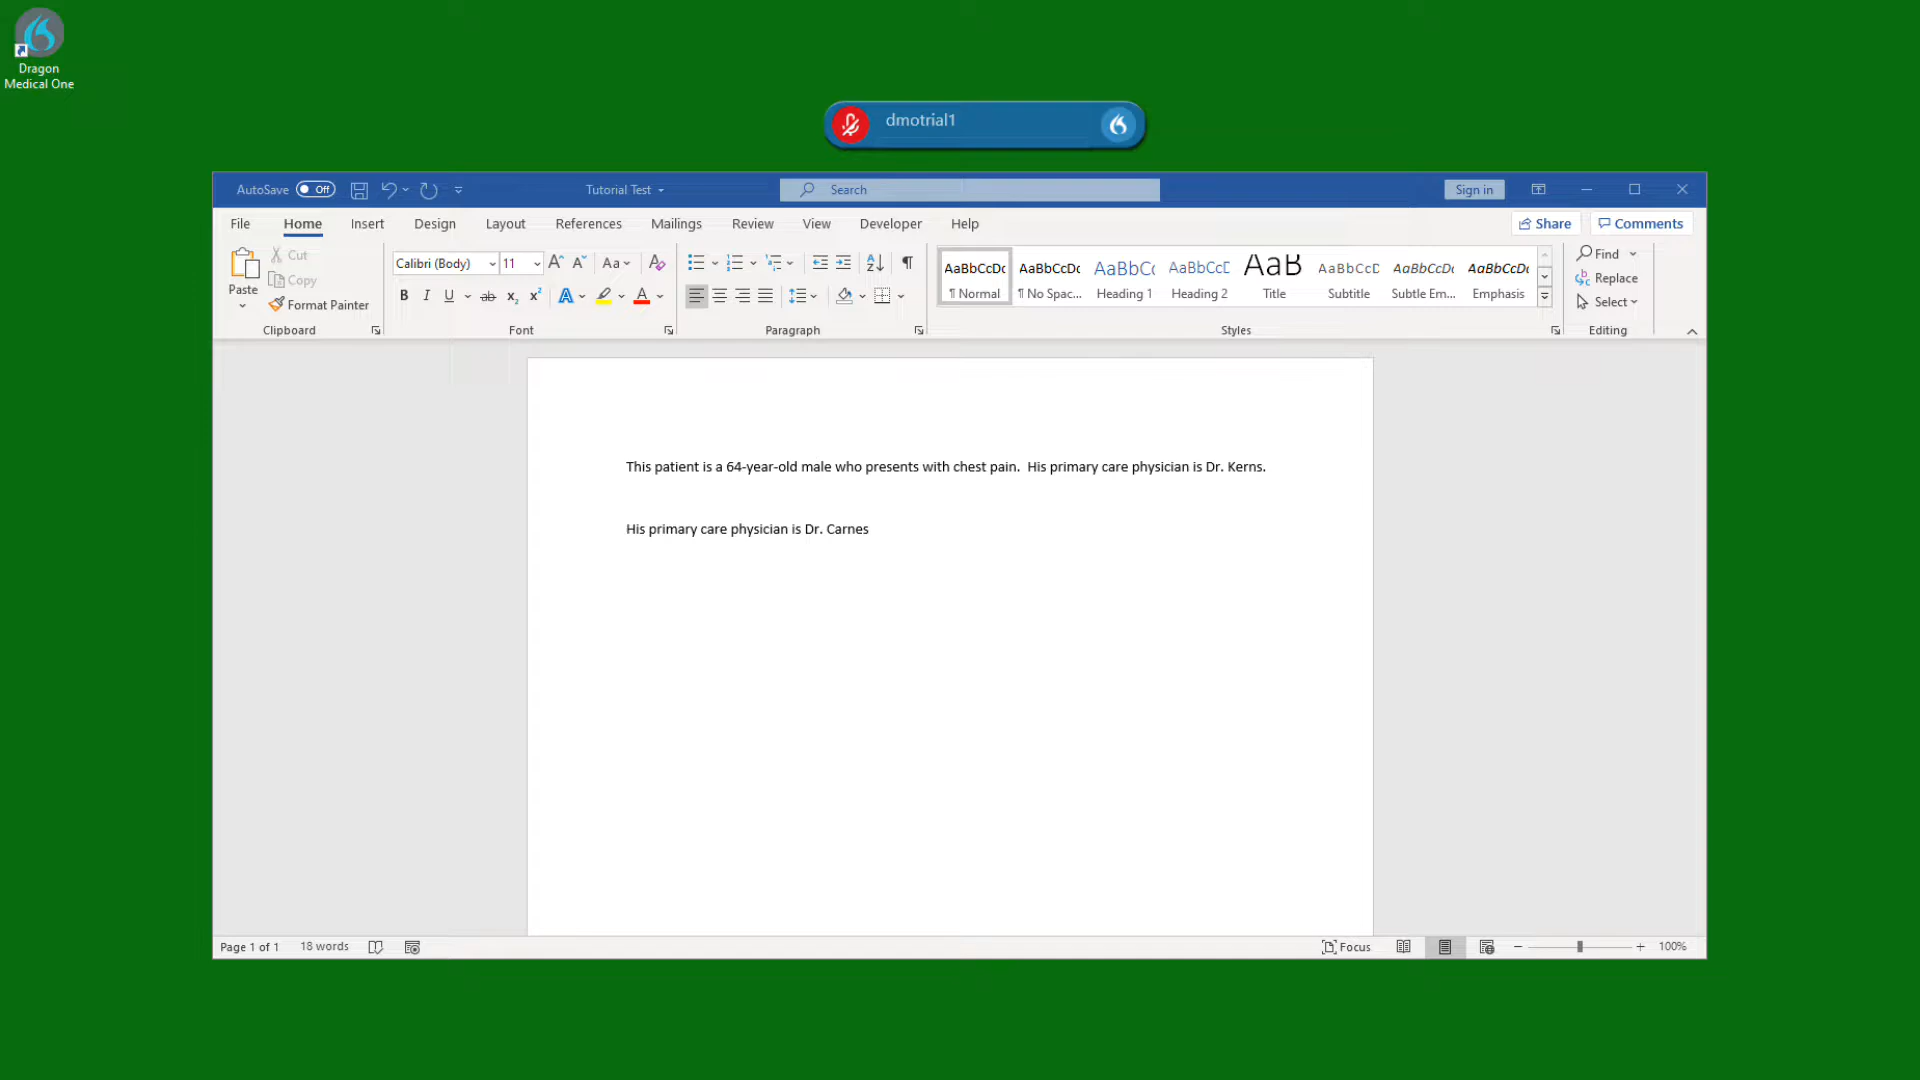 Dragon
Medical One
dmotrial1
AutoSave Off Tutorial Test Search Sign in
File Home Insert Design Layout References Mailings Review View Developer Help Share Comments
Paste Cut
Copy
Format Painter
Clipboard
Calibri (Body) 11 Aa
Font
Paragraph
AaBbCcDc AaBbCcDc AaBbCc AaBbCcD AaB AaBbCcD AaBbCcDc AaBbCcDc
¶ Normal ¶ No Spac... Heading 1 Heading 2 Title Subtitle Subtle Em... Emphasis
Styles
Find
Replace
Select
Editing
This patient is a 64-year-old male who presents with chest pain.  His primary care physician is Dr. Kerns.
His primary care physician is Dr. Carnes
Page 1 of 1 18 words Focus 100%